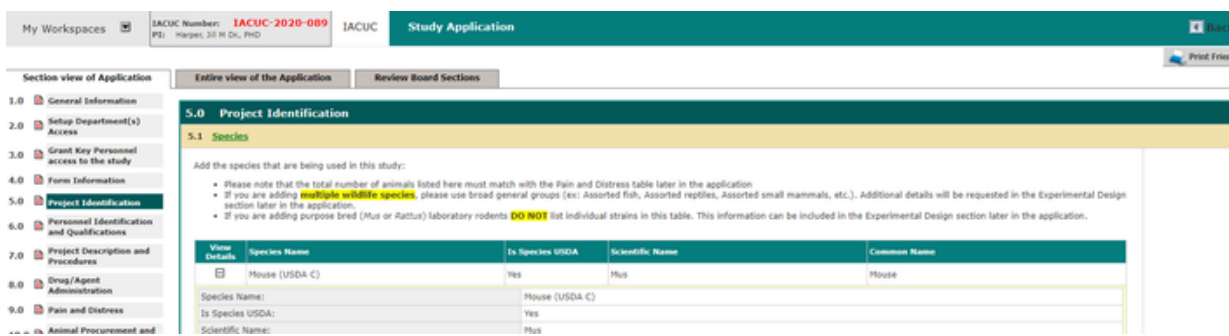 My Workspaces
IACUC Number: IACUC-2020-089
PI: Harper, Jill M Dr., PHD
IACUC
Study Application
Back
Print Frien
Section view of Application
Entire view of the Application
Review Board Sections
1.0 General Information
2.0 Setup Department(s) Access
3.0 Grant Key Personnel access to the study
4.0 Form Information
5.0 Project Identification
6.0 Personnel Identification and Qualifications
7.0 Project Description and Procedures
8.0 Drug/Agent Administration
9.0 Pain and Distress
10.0 Animal Procurement and
5.0 Project Identification
5.1 Species
Add the species that are being used in this study:
• Please note that the total number of animals listed here must match with the Pain and Distress table later in the application
• If you are adding multiple wildlife species, please use broad general groups (ex: Assorted fish, Assorted reptiles, Assorted small mammals, etc.). Additional details will be requested in the Experimental Design
section later in the application.
• If you are adding purpose bred (Mus or Rattus) laboratory rodents DO NOT list individual strains in this table. This information can be included in the Experimental Design section later in the application.
View Details Species Name Is Species USDA Scientific Name Common Name
Mouse (USDA C) Yes Mus Mouse
Species Name: Mouse (USDA C)
Is Species USDA: Yes
Scientific Name: Mus